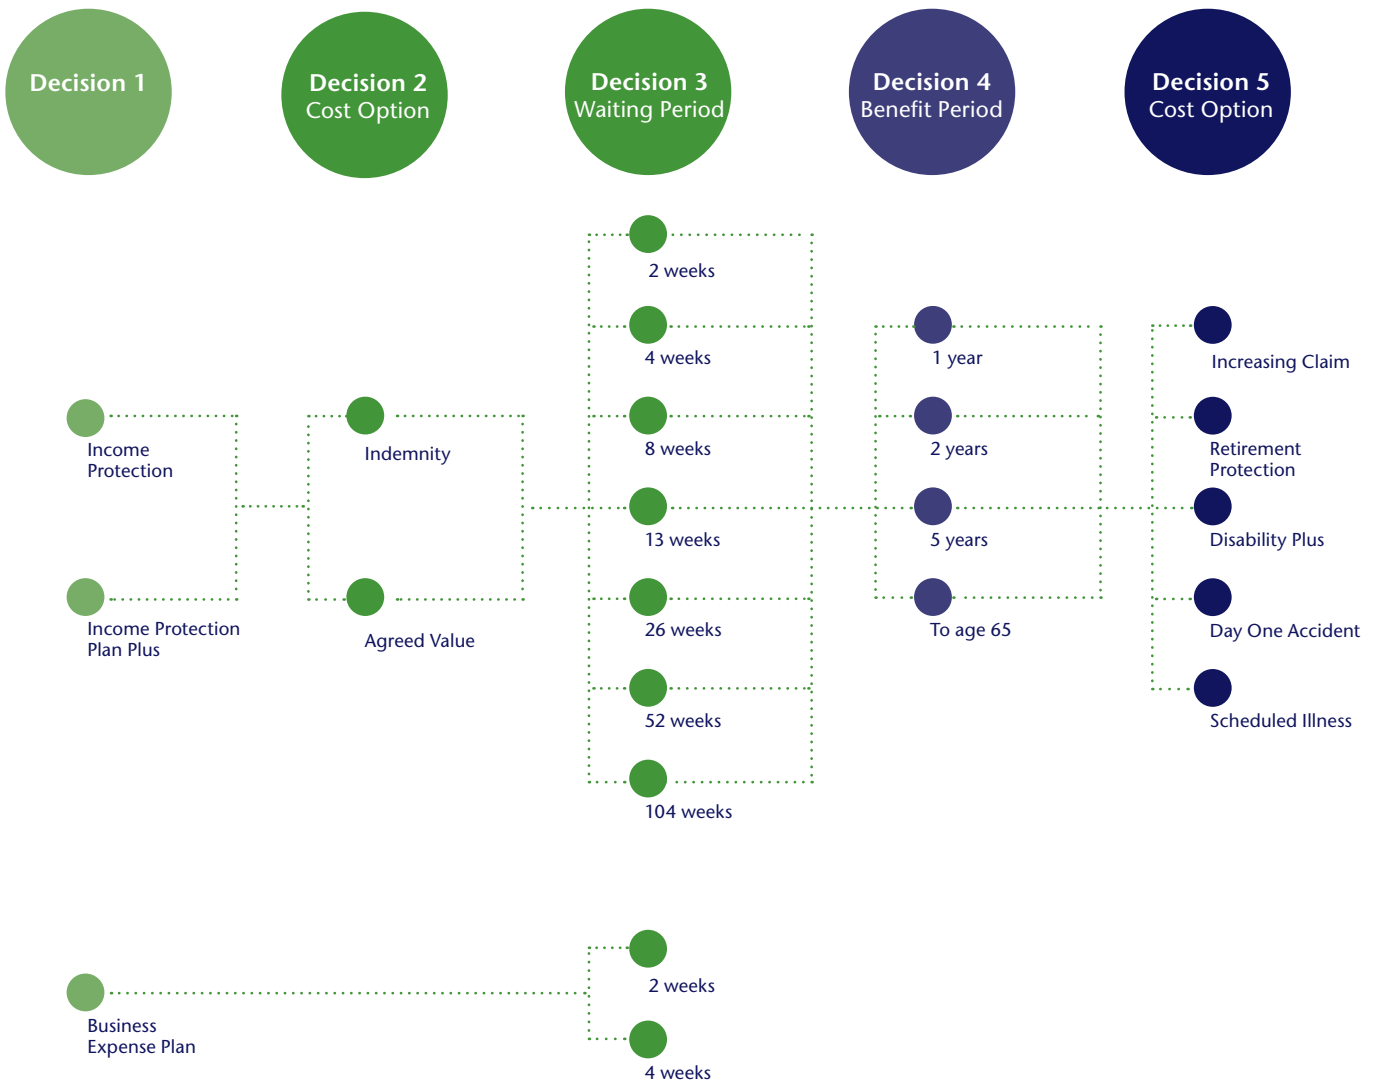 Decision 1
Decision 2
Cost Option
Decision 3
Waiting Period
Decision 4
Benefit Period
Decision 5
Cost Option
Income
Protection
Income Protection
Plan Plus
Indemnity
Agreed Value
2 weeks
4 weeks
8 weeks
13 weeks
26 weeks
52 weeks
104 weeks
1 year
2 years
5 years
To age 65
Increasing Claim
Retirement
Protection
Disability Plus
Day One Accident
Scheduled Illness
Business
Expense Plan
2 weeks
4 weeks